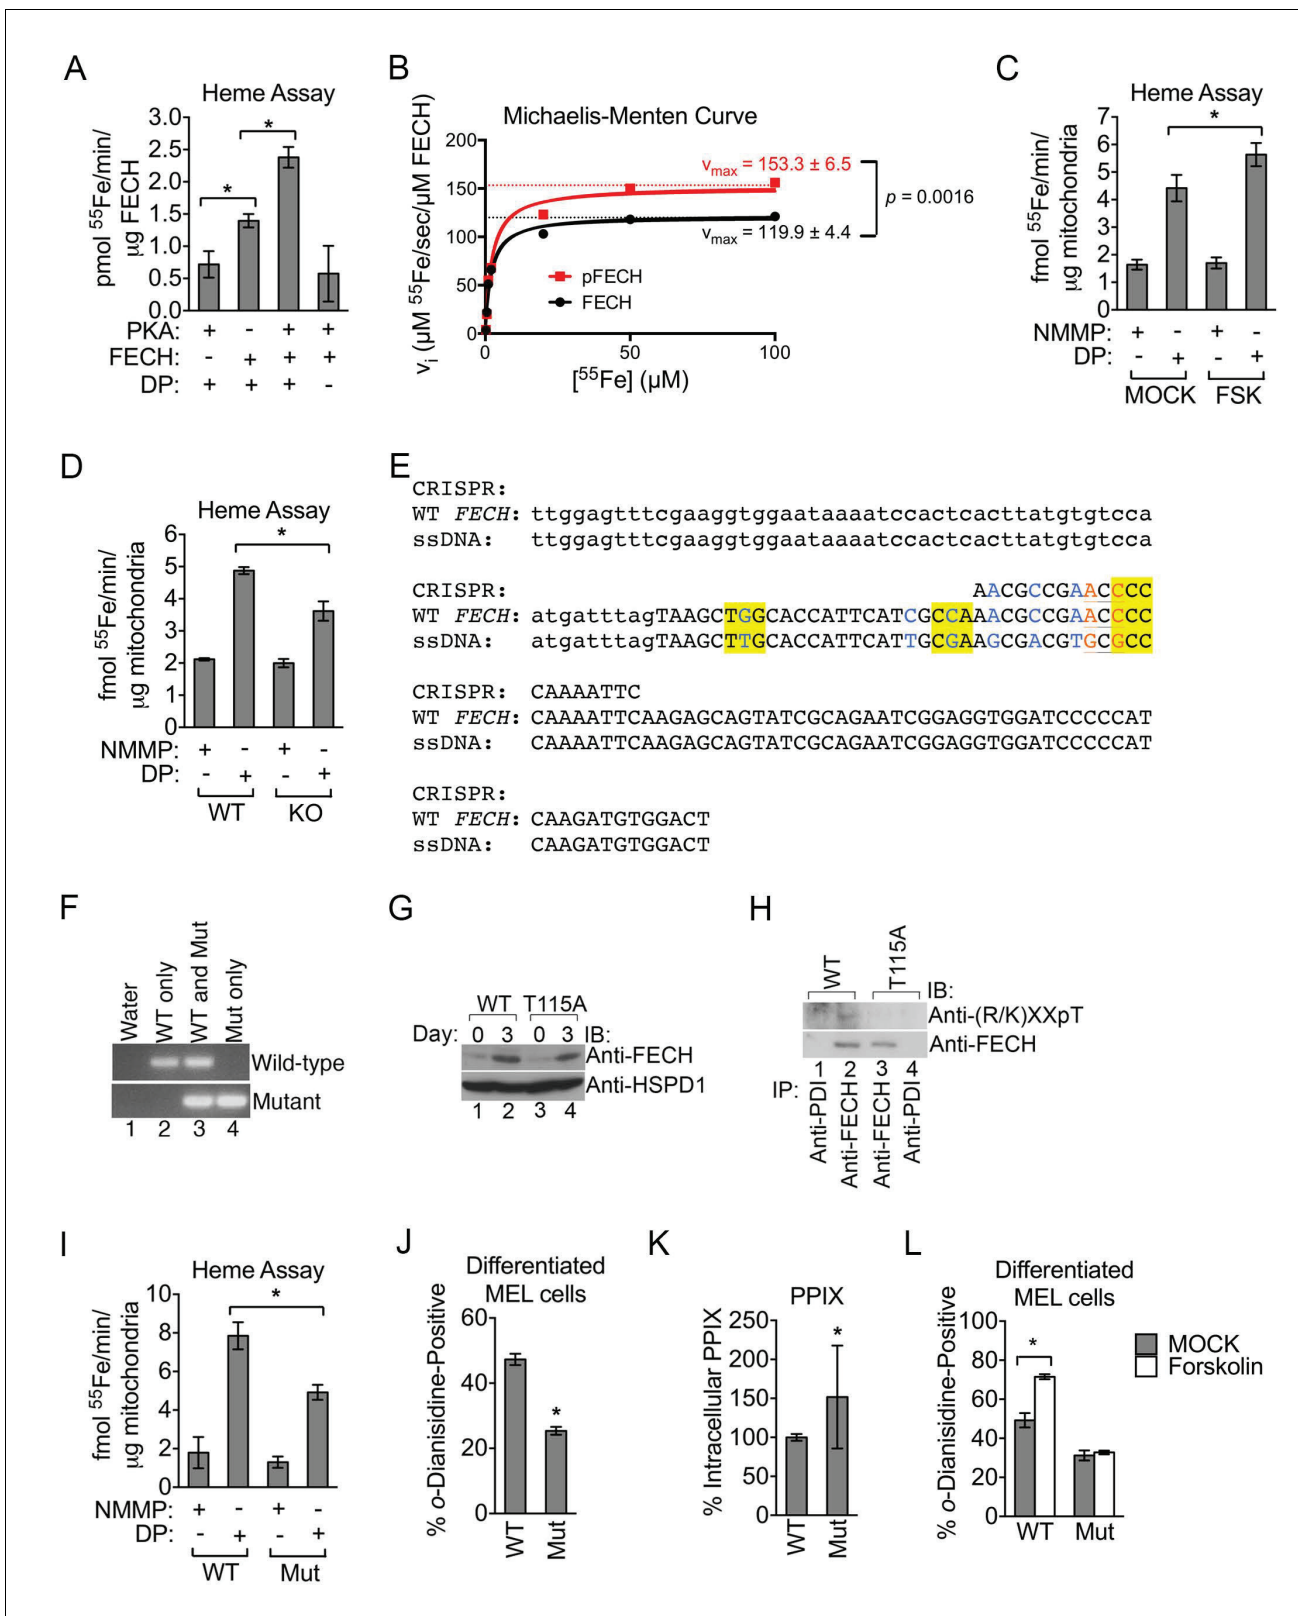 A
Heme Assay
pmol ⁵⁵Fe/min/
µg FECH
3.0
2.5
2.0
1.5
1.0
0.5
0.0
*
*
PKA: + - + +
FECH: - + + +
DP: + + + -
B
Michaelis-Menten Curve
vᵢ (µM ⁵⁵Fe/sec/µM FECH)
200
150
100
50
0
vmax = 153.3 ± 6.5
p = 0.0016
vmax = 119.9 ± 4.4
pFECH
FECH
0 50 100
[⁵⁵Fe] (µM)
C
Heme Assay
fmol ⁵⁵Fe/min/
µg mitochondria
7
6
5
4
3
2
1
0
*
NMMP: + - + -
DP: - + - +
MOCK FSK
D
Heme Assay
fmol ⁵⁵Fe/min/
µg mitochondria
6
5
4
3
2
1
0
*
NMMP: + - + -
DP: - + - +
WT KO
E
CRISPR:
WT FECH: ttggagtttcgaaggtggaataaaatccactcacttatgtgtcca
ssDNA: ttggagtttcgaaggtggaataaaatccactcacttatgtgtcca
CRISPR: AACGCCGAACCCC
WT FECH: atgatttagTAAGCTGGCACCATTCATCGCCAAACGCCGAACCCC
ssDNA: atgatttagTAAGCTTGCACCATTCATTGCGAAGCGACGTGCGCC
CRISPR: CAAAATTC
WT FECH: CAAAATTCAAGAGCAGTATCGCAGAATCGGAGGTGGATCCCCCAT
ssDNA: CAAAATTCAAGAGCAGTATCGCAGAATCGGAGGTGGATCCCCCAT
CRISPR:
WT FECH: CAAGATGTGGACT
ssDNA: CAAGATGTGGACT
F
Water
WT only
WT and Mut
Mut only
Wild-type
Mutant
1 2 3 4
G
WT T115A
Day: 0 3 0 3 IB:
Anti-FECH
Anti-HSPD1
1 2 3 4
H
WT
T115A
IB:
Anti-(R/K)XXpT
Anti-FECH
1 2 3 4
IP:
Anti-PDI
Anti-FECH
Anti-FECH
Anti-PDI
I
Heme Assay
fmol ⁵⁵Fe/min/
µg mitochondria
10
8
6
4
2
0
*
NMMP: + - + -
DP: - + - +
WT Mut
J
Differentiated
MEL cells
% o-Dianisidine-Positive
60
40
20
0
*
WT
Mut
K
PPIX
% Intracellular PPIX
250
200
150
100
50
0
*
WT
Mut
L
Differentiated
MEL cells
% o-Dianisidine-Positive
100
80
60
40
20
0
*
WT Mut
MOCK
Forskolin